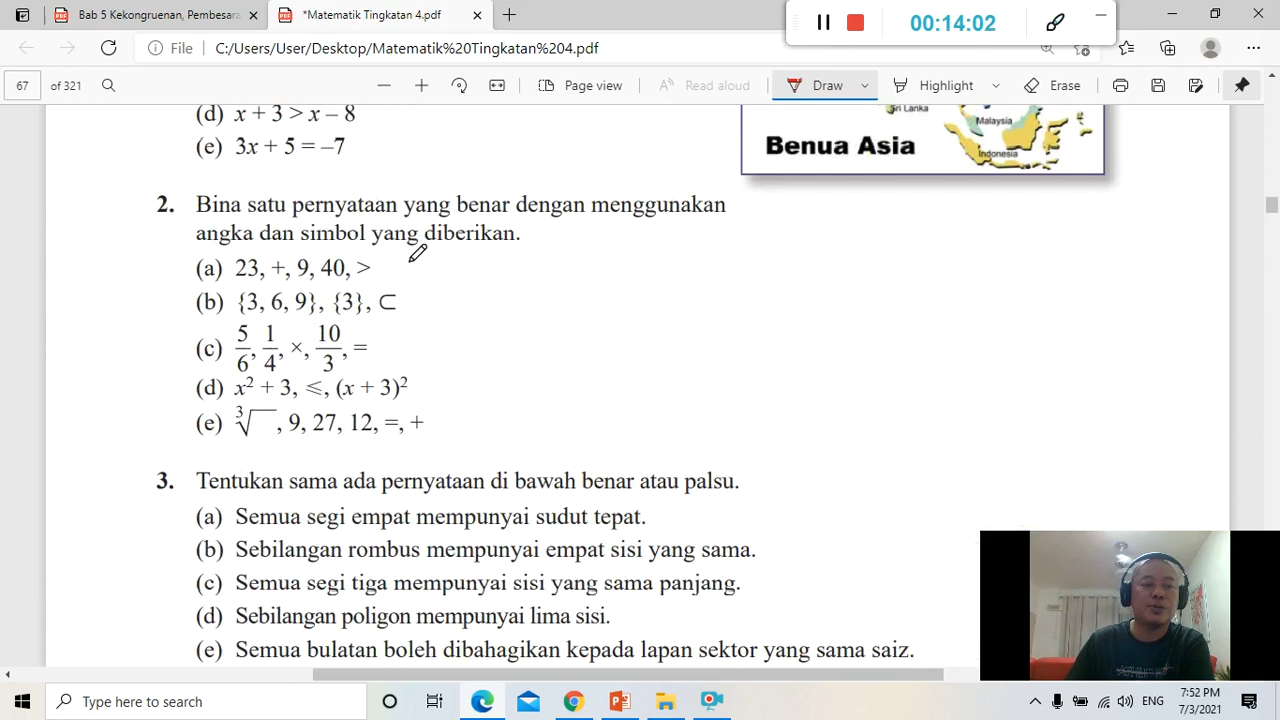 Bab 5 Kekongruenan, Pembesara
*Matematik Tingkatan 4.pdf
00:14:02
File C:/Users/User/Desktop/Matematik%20Tingkatan%204.pdf
67 of 321 Page view Read aloud Draw Highlight Erase
(d) x + 3 > x – 8
(e) 3x + 5 = –7
Sri Lanka
Malaysia
Indonesia
Benua Asia
2. Bina satu pernyataan yang benar dengan menggunakan
angka dan simbol yang diberikan.
(a) 23, +, 9, 40, >
(b) {3, 6, 9}, {3}, ⊂
(c) 5/6, 1/4, ×, 10/3, =
(d) x² + 3, ⩽, (x + 3)²
(e) ∛ , 9, 27, 12, =, +
3. Tentukan sama ada pernyataan di bawah benar atau palsu.
(a) Semua segi empat mempunyai sudut tepat.
(b) Sebilangan rombus mempunyai empat sisi yang sama.
(c) Semua segi tiga mempunyai sisi yang sama panjang.
(d) Sebilangan poligon mempunyai lima sisi.
(e) Semua bulatan boleh dibahagikan kepada lapan sektor yang sama saiz.
Type here to search
ENG
7:52 PM
7/3/2021